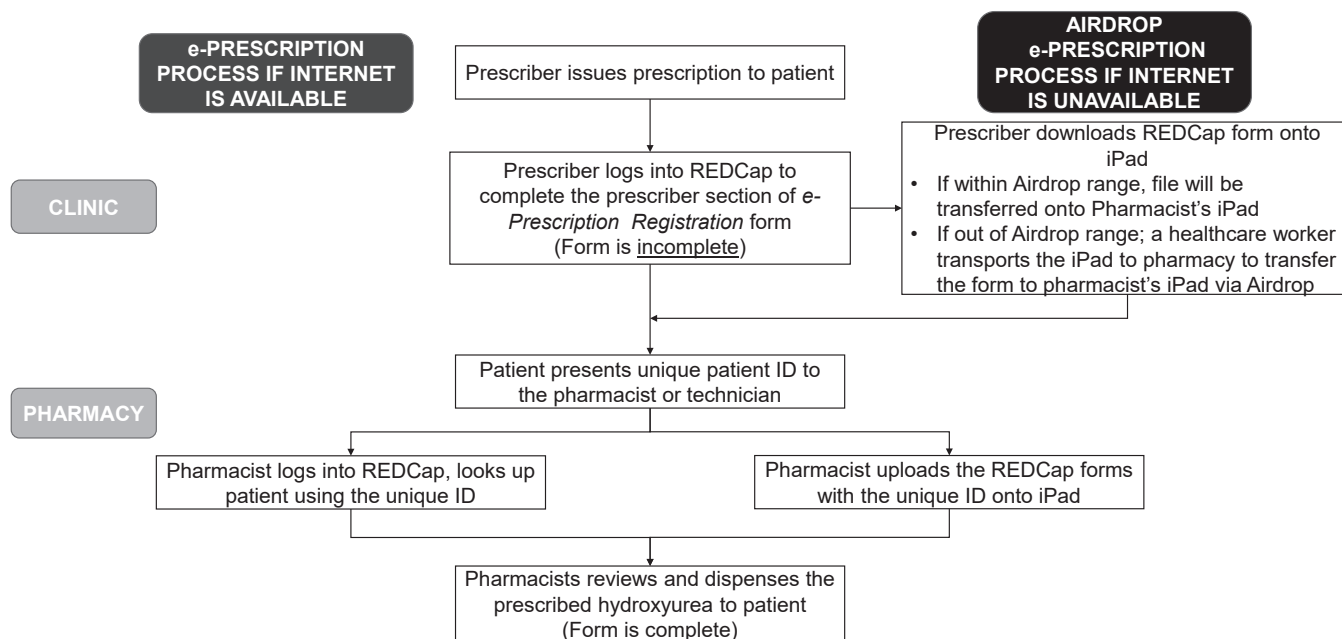 e-PRESCRIPTION
PROCESS IF INTERNET
IS AVAILABLE
Prescriber issues prescription to patient
AIRDROP
e-PRESCRIPTION
PROCESS IF INTERNET
IS UNAVAILABLE
CLINIC
Prescriber logs into REDCap to
complete the prescriber section of e-
Prescription Registration form
(Form is incomplete)
Prescriber downloads REDCap form onto
iPad
• If within Airdrop range, file will be
transferred onto Pharmacist's iPad
• If out of Airdrop range; a healthcare worker
transports the iPad to pharmacy to transfer
the form to pharmacist's iPad via Airdrop
PHARMACY
Patient presents unique patient ID to
the pharmacist or technician
Pharmacist logs into REDCap, looks up
patient using the unique ID
Pharmacist uploads the REDCap forms
with the unique ID onto iPad
Pharmacists reviews and dispenses the
prescribed hydroxyurea to patient
(Form is complete)